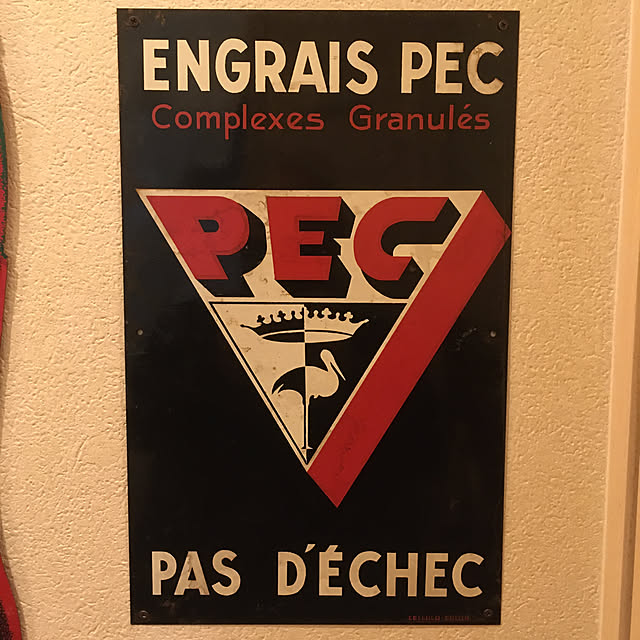 ENGRAIS PEC
Complexes Granulés
PEC
PAS D'ÉCHEC